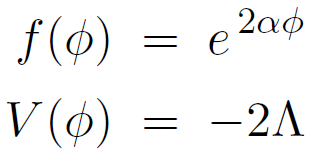 f(ϕ) = e^{2αϕ}
V(ϕ) = −2Λ